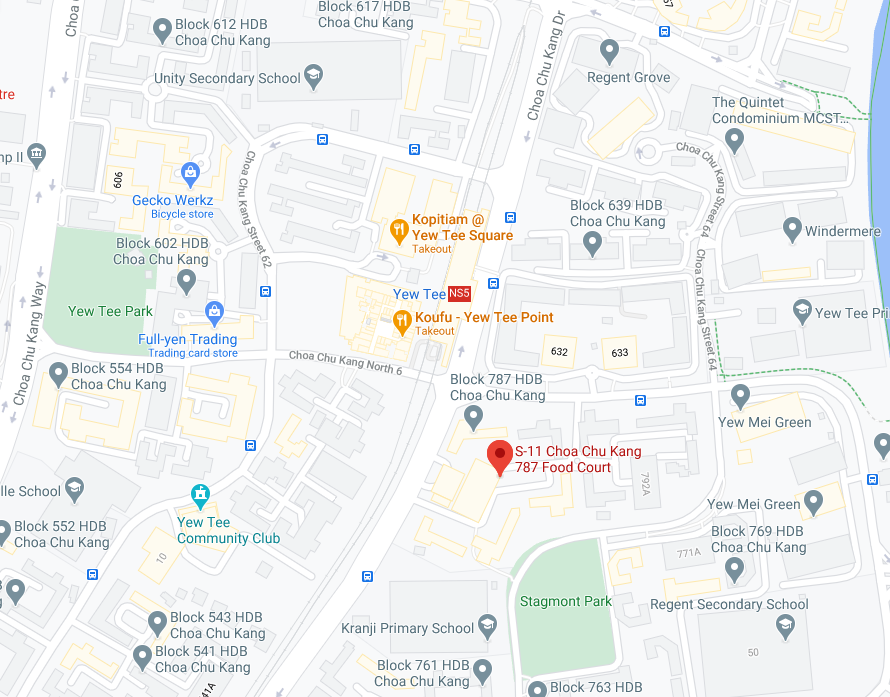 Choa C
Block 612 HDB
Choa Chu Kang
Block 617 HDB
Choa Chu Kang
Choa Chu Kang Dr
57
Unity Secondary School
Regent Grove
tre
The Quintet
Condominium MCST...
np II
606
Gecko Werkz
Bicycle store
Choa Chu Kang Street 62
Choa Chu Kang Street 64
Kopitiam @
Yew Tee Square
Takeout
Block 639 HDB
Choa Chu Kang
Windermere
Block 602 HDB
Choa Chu Kang
Yew Tee
NS5
Choa Chu Kang Street 64
Yew Tee Park
Full-yen Trading
Trading card store
Koufu - Yew Tee Point
Takeout
Yew Tee Pri
Choa Chu Kang Way
632
633
Choa Chu Kang North 6
Block 554 HDB
Choa Chu Kang
Block 787 HDB
Choa Chu Kang
Yew Mei Green
S-11 Choa Chu Kang
787 Food Court
792A
lle School
Yew Tee
Community Club
Yew Mei Green
Block 552 HDB
Choa Chu Kang
10
Block 769 HDB
Choa Chu Kang
771A
Stagmont Park
Regent Secondary School
Block 543 HDB
Choa Chu Kang
Kranji Primary School
50
Block 541 HDB
Choa Chu Kang
Block 761 HDB
Choa Chu Kang
41A
Block 763 HDB